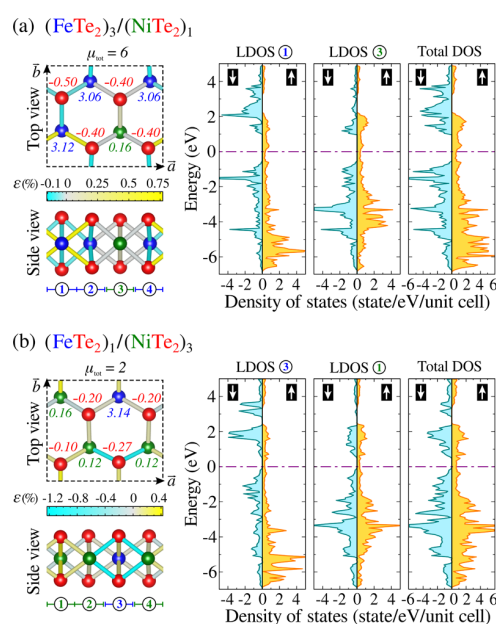 (a) (FeTe₂)₃/(NiTe₂)₁
μtot = 6
b̄
-0.50 -0.40
3.06 3.06
Top view
-0.40 -0.40
3.12 0.16
ā
ε(%) -0.1 0 0.25 0.5 0.75
Side view
① ② ③ ④
LDOS ① LDOS ③ Total DOS
Energy (eV)
4
2
0
-2
-4
-6
-4 -2 0 2 4 -4 -2 0 2 4 -6 -4 -2 0 2 4 6
Density of states (state/eV/unit cell)
(b) (FeTe₂)₁/(NiTe₂)₃
μtot = 2
b̄
-0.20 -0.20
0.16 3.14
Top view
-0.10 -0.27
0.12 0.12
ā
ε(%) -1.2 -0.8 -0.4 0 0.4
Side view
① ② ③ ④
LDOS ③ LDOS ① Total DOS
Energy (eV)
4
2
0
-2
-4
-6
-4 -2 0 2 4 -4 -2 0 2 4 -4 -2 0 2 4
Density of states (state/eV/unit cell)